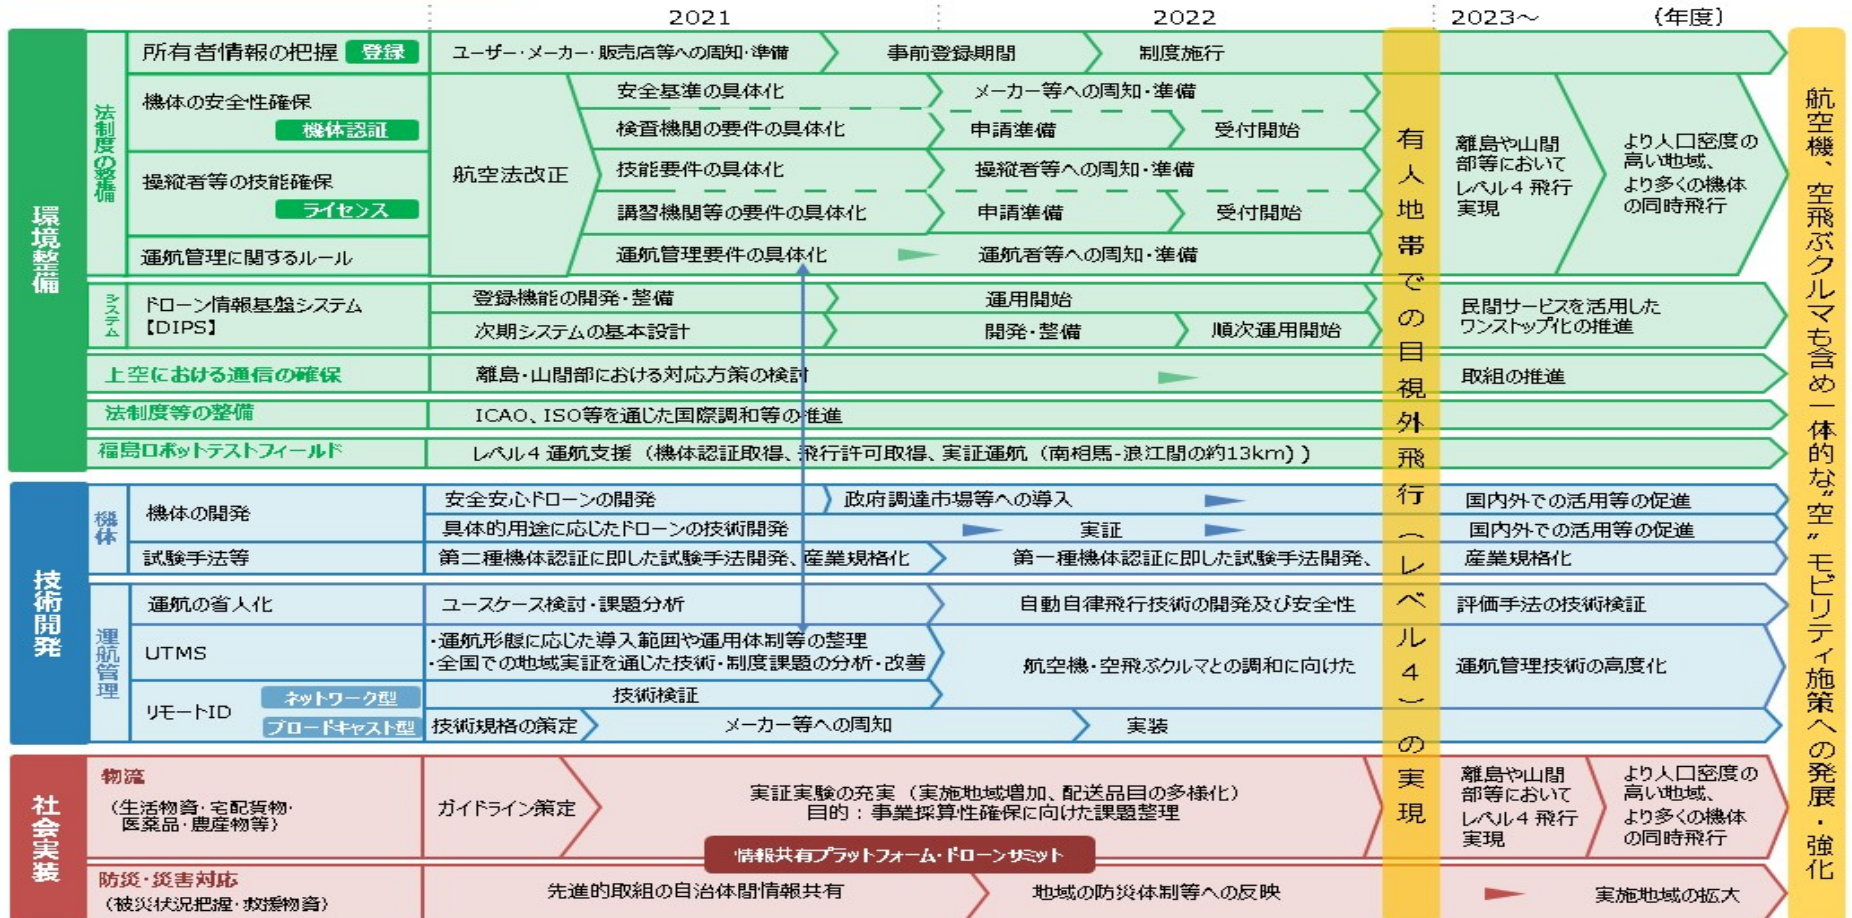 2021
2022
2023～
(年度)
環境整備
法制度の整備
所有者情報の把握 登録
ユーザー・メーカー・販売店等への周知・準備
事前登録期間
制度施行
機体の安全性確保
機体認証
航空法改正
安全基準の具体化
メーカー等への周知・準備
検査機関の要件の具体化
申請準備
受付開始
操縦者等の技能確保
ライセンス
技能要件の具体化
操縦者等への周知・準備
講習機関等の要件の具体化
申請準備
受付開始
運航管理に関するルール
運航管理要件の具体化
運航者等への周知・準備
離島や山間
部等において
レベル4 飛行
実現
より人口密度の
高い地域、
より多くの機体
の同時飛行
システム
ドローン情報基盤システム
【DIPS】
登録機能の開発・整備
運用開始
次期システムの基本設計
開発・整備
順次運用開始
民間サービスを活用した
ワンストップ化の推進
上空における通信の確保
離島・山間部における対応方策の検討
取組の推進
法制度等の整備
ICAO、ISO等を通じた国際調和等の推進
福島ロボットテストフィールド
レベル4 運航支援（機体認証取得、飛行許可取得、実証運航（南相馬-浪江間の約13km））
技術開発
機体
機体の開発
安全安心ドローンの開発
政府調達市場等への導入
国内外での活用等の促進
具体的用途に応じたドローンの技術開発
実証
国内外での活用等の促進
試験手法等
第二種機体認証に即した試験手法開発、産業規格化
第一種機体認証に即した試験手法開発、
産業規格化
運航管理
運航の省人化
ユースケース検討・課題分析
自動自律飛行技術の開発及び安全性
評価手法の技術検証
UTMS
・運航形態に応じた導入範囲や運用体制等の整理
・全国での地域実証を通じた技術・制度課題の分析・改善
航空機・空飛ぶクルマとの調和に向けた
運航管理技術の高度化
リモートID
ネットワーク型
技術検証
ブロードキャスト型
技術規格の策定
メーカー等への周知
実装
社会実装
物流
（生活物資・宅配貨物・
医薬品・農産物等）
ガイドライン策定
実証実験の充実（実施地域増加、配送品目の多様化）
目的：事業採算性確保に向けた課題整理
離島や山間
部等において
レベル4 飛行
実現
より人口密度の
高い地域、
より多くの機体
の同時飛行
情報共有プラットフォーム・ドローンサミット
防災・災害対応
（被災状況把握・救援物資）
先進的取組の自治体間情報共有
地域の防災体制等への反映
実施地域の拡大
有人地帯での目視外飛行（レベル4）の実現
航空機、空飛ぶクルマも含め一体的な“空”モビリティ施策への発展・強化